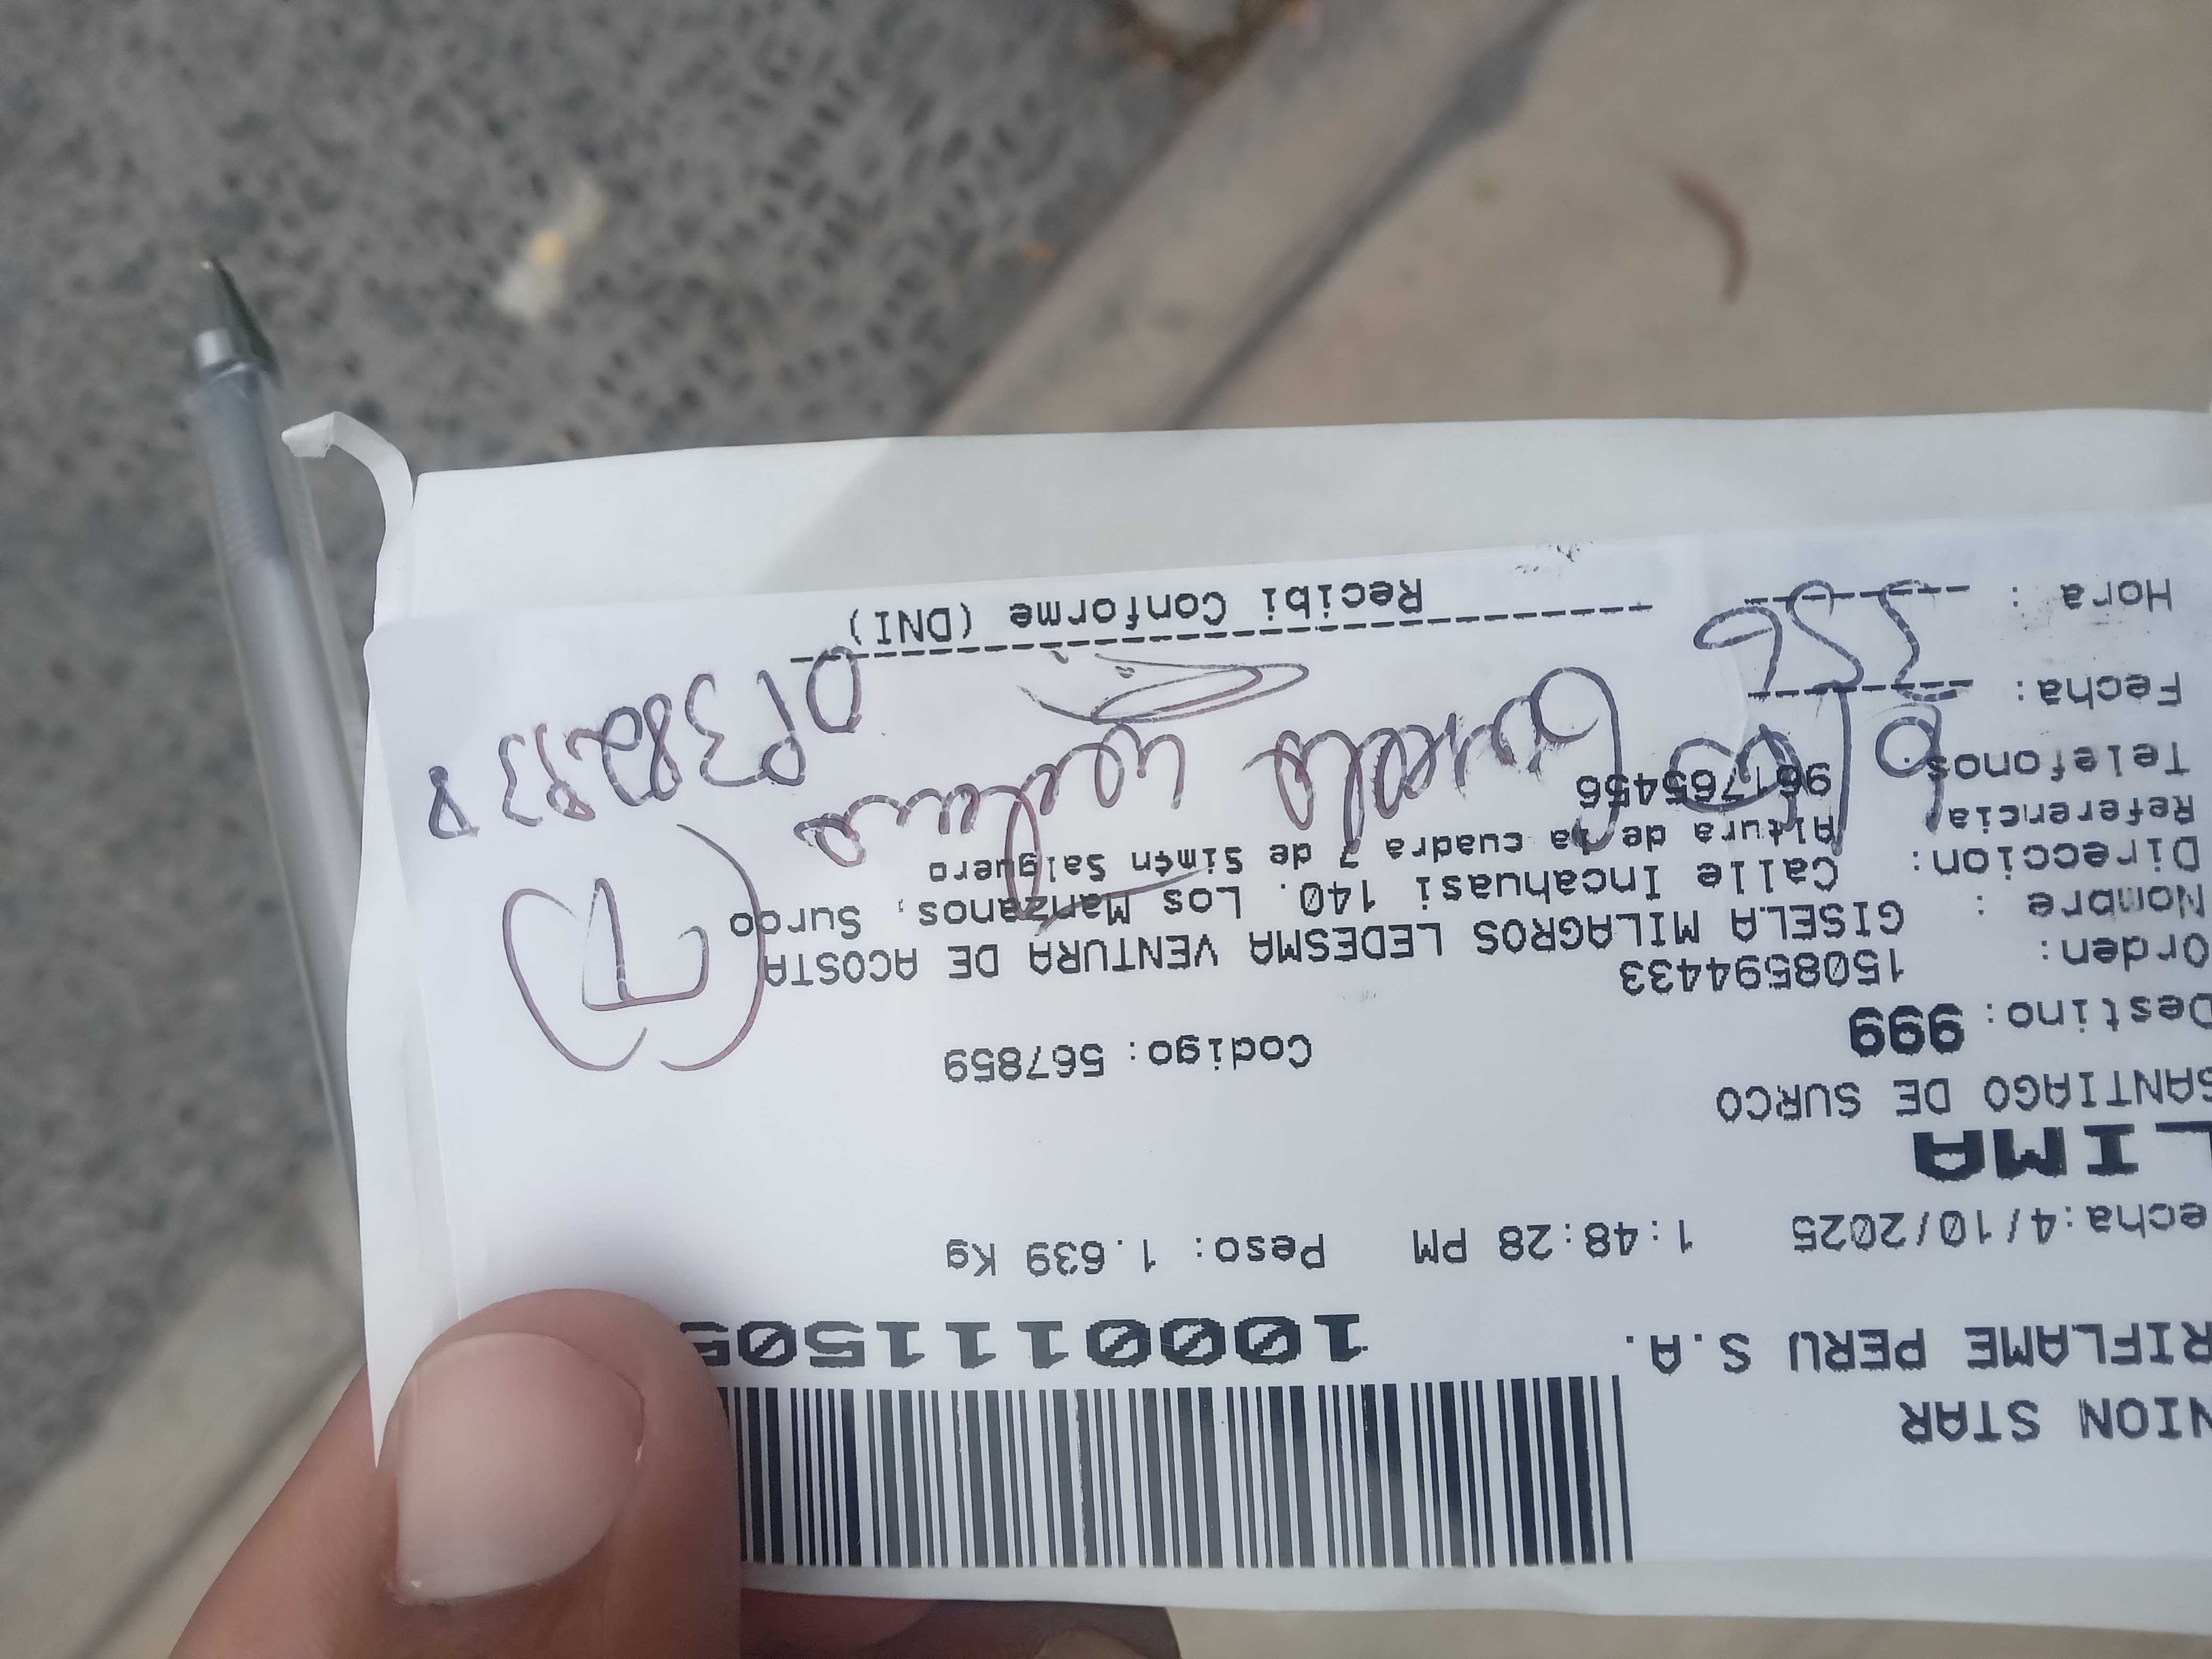 NION STAR
RIFLAME PERU S.A.
1000111505
echa:4/10/2025 1:48:28 PM Peso: 1.639 Kg
LIMA
SANTIAGO DE SURCO
Destino: 999 Codigo: 567859
Orden: 1508594433
Nombre : GISELA MILAGROS LEDESMA VENTURA DE ACOSTA
Direccion: Calle Incahuasi 140. Los Manzanos, Surco
Referencia Altura de la cuadra 7 de Simón Salguero
Telefonos 961765456
Fecha:
Hora : 356
Recibi Conforme (DNI)
(T)